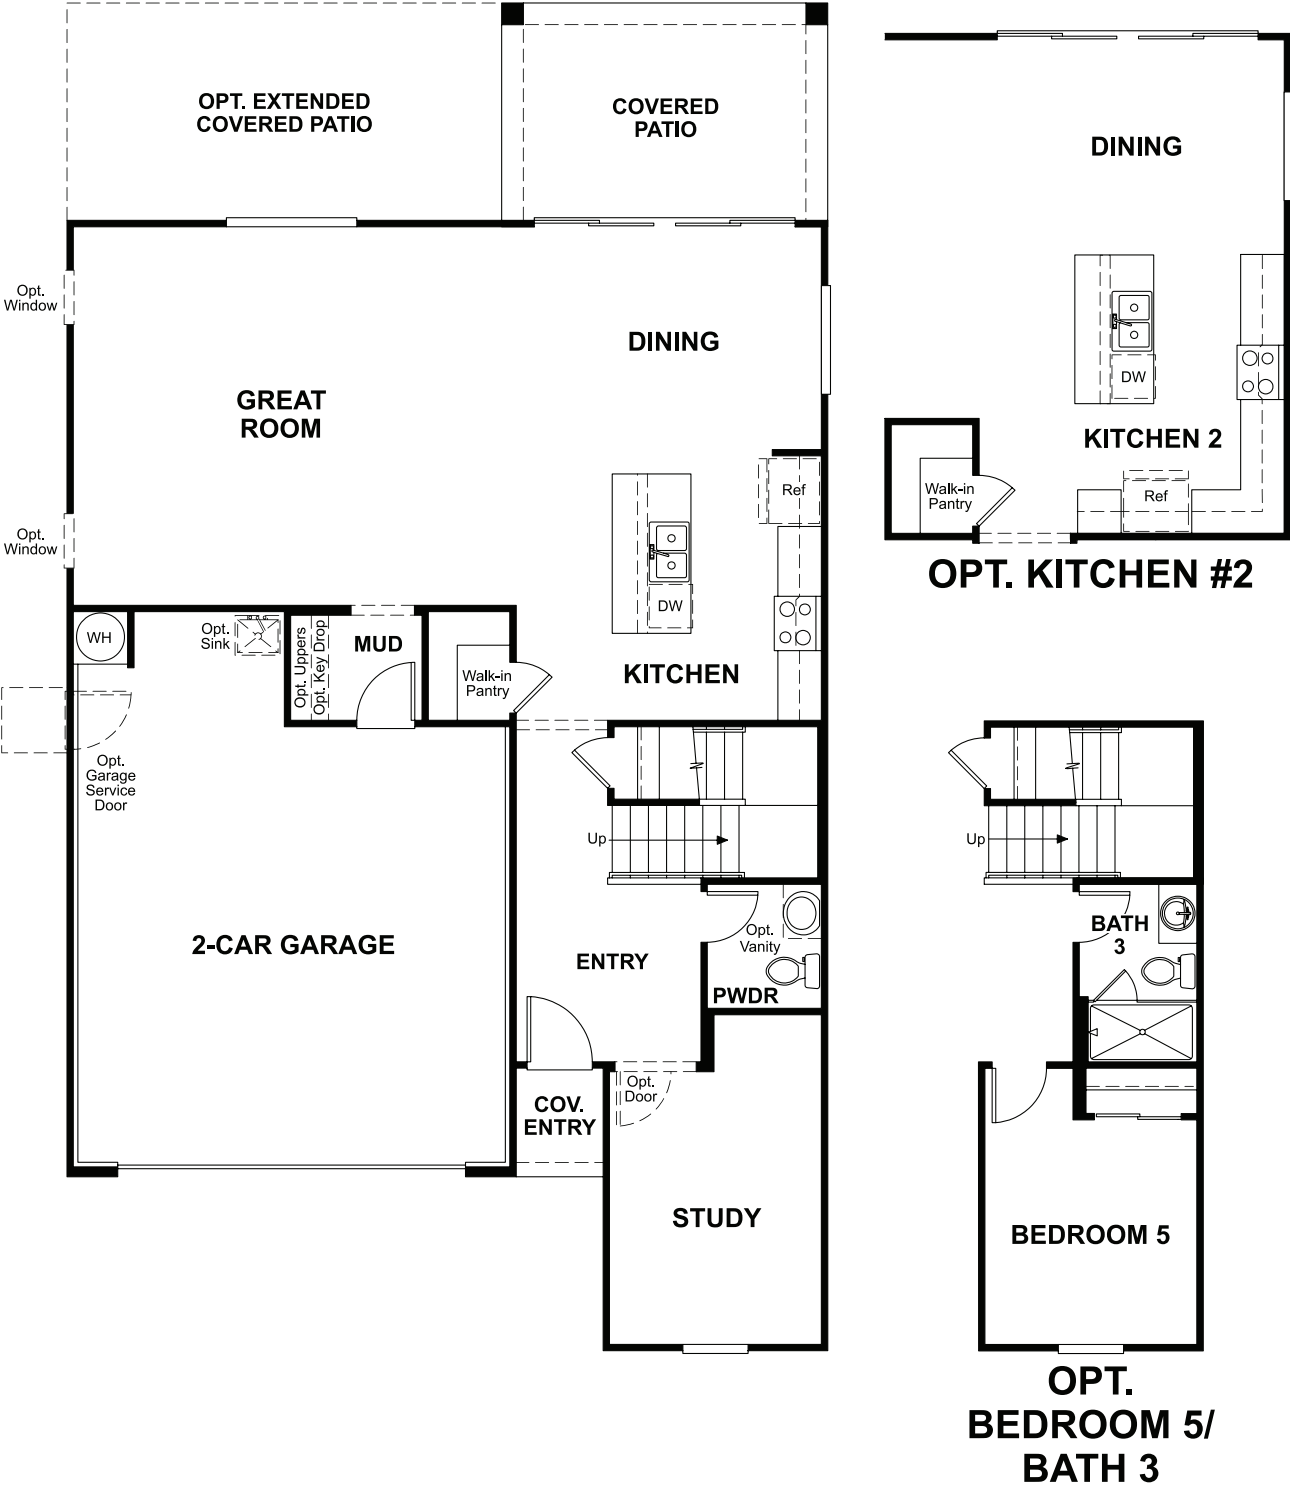 OPT. EXTENDED
COVERED PATIO
COVERED
PATIO
Opt.
Window
DINING
GREAT
ROOM
Ref
Opt.
Window
DW
WH
Opt.
Sink
Opt. Uppers
Opt. Key Drop
MUD
Walk-in
Pantry
KITCHEN
Opt.
Garage
Service
Door
Up
2-CAR GARAGE
ENTRY
Opt.
Vanity
PWDR
Opt.
Door
COV.
ENTRY
STUDY
DINING
DW
KITCHEN 2
Walk-in
Pantry
Ref
OPT. KITCHEN #2
Up
BATH
3
BEDROOM 5
OPT.
BEDROOM 5/
BATH 3